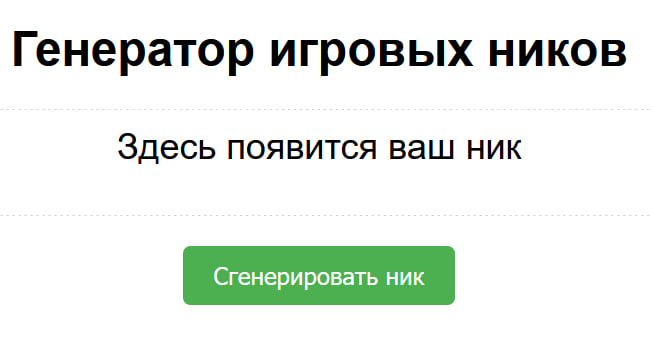 Генератор игровых ников
Здесь появится ваш ник
Сгенерировать ник